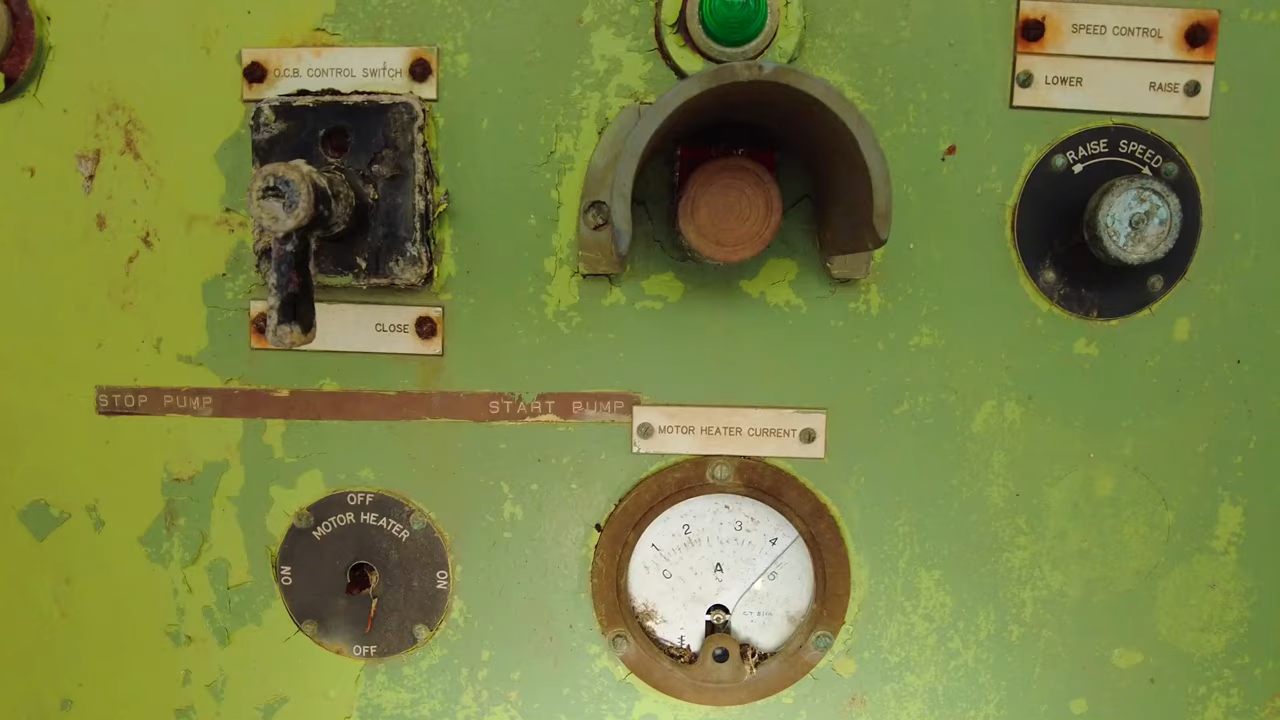 O.C.B. CONTROL SWITCH
CLOSE
SPEED CONTROL
LOWER RAISE
RAISE SPEED
STOP PUMP START PUMP
MOTOR HEATER CURRENT
OFF
MOTOR HEATER
ON ON
OFF
0 1 2 3 4 5
A